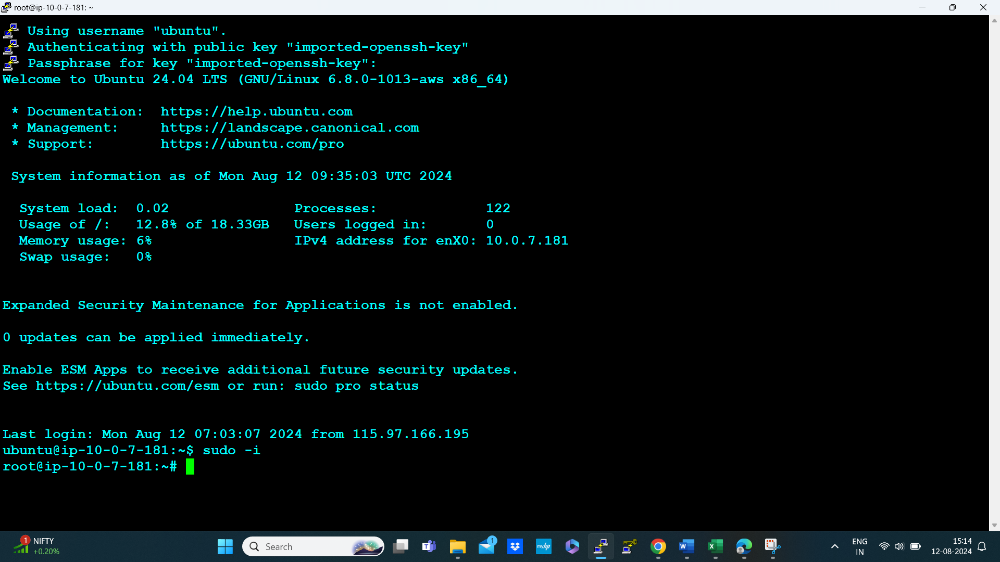 root@ip-10-0-7-181: ~
Using username "ubuntu".
Authenticating with public key "imported-openssh-key"
Passphrase for key "imported-openssh-key":
Welcome to Ubuntu 24.04 LTS (GNU/Linux 6.8.0-1013-aws x86_64)
* Documentation:  https://help.ubuntu.com
* Management:     https://landscape.canonical.com
* Support:        https://ubuntu.com/pro
System information as of Mon Aug 12 09:35:03 UTC 2024
System load:  0.02               Processes:             122
Usage of /:   12.8% of 18.33GB   Users logged in:       0
Memory usage: 6%                 IPv4 address for enX0: 10.0.7.181
Swap usage:   0%
Expanded Security Maintenance for Applications is not enabled.
0 updates can be applied immediately.
Enable ESM Apps to receive additional future security updates.
See https://ubuntu.com/esm or run: sudo pro status
Last login: Mon Aug 12 07:03:07 2024 from 115.97.166.195
ubuntu@ip-10-0-7-181:~$ sudo -i
root@ip-10-0-7-181:~#
1 NIFTY
+0.20%
Search
T
1
myhp
W
X
ENG
IN
15:14
12-08-2024